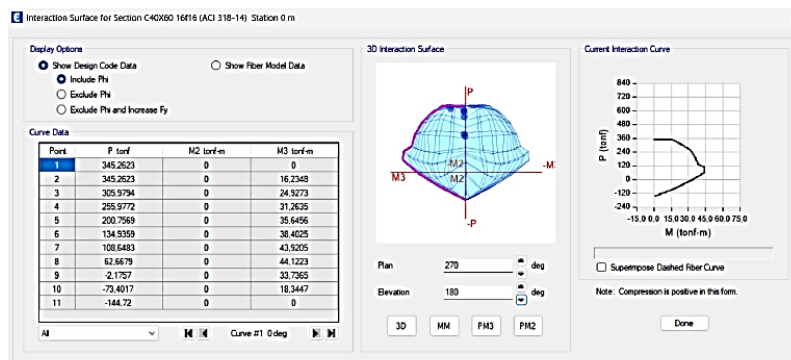 Interaction Surface for Section C40X60 16f16 (ACI 318-14) Station 0 m
Display Options
Show Design Code Data
Show Fiber Model Data
Include Phi
Exclude Phi
Exclude Phi and Increase Fy
Curve Data
Point P tonf M2 tonf-m M3 tonf-m
1 345.2623 0 0
2 345.2623 0 16,2348
3 305.9794 0 24,9273
4 255.9772 0 31,2635
5 200,7569 0 35,6456
6 134,9359 0 38,4025
7 108,6483 0 43,9205
8 62,6679 0 44,1223
9 -2,1757 0 33,7365
10 -73,4017 0 18,3447
11 -144,72 0 0
All
Curve #1 0 deg
3D Interaction Surface
P
-M2
M2
M3
-M:
-P
Plan 270 deg
Elevation 180 deg
3D MM PM3 PM2
Current Interaction Curve
P (tonf)
840
720
600
480
360
240
120
0
-120
-240
-15,0 0,0 15,0 30,0 45,0 60,0 75,0
M (tonf-m)
Superimpose Dashed Fiber Curve
Note: Compression is positive in this form.
Done